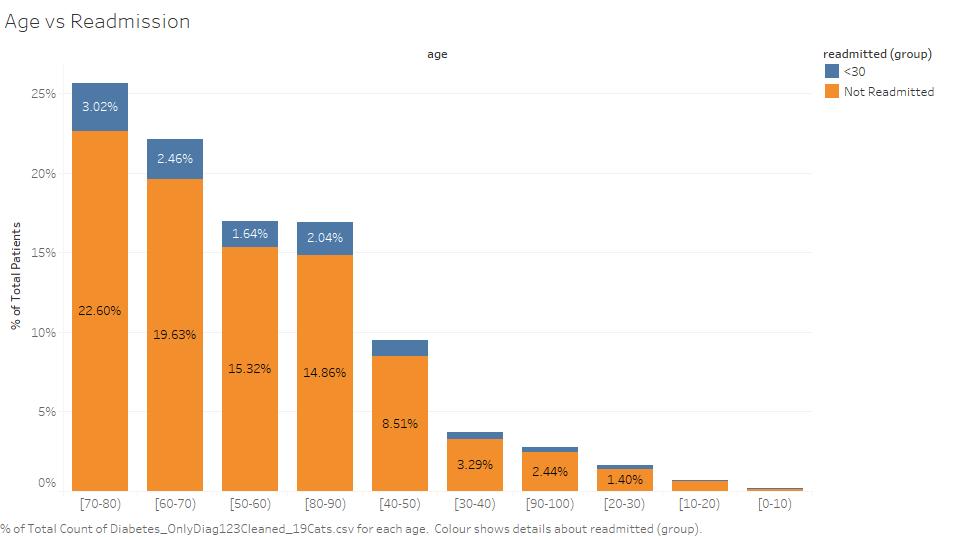 Age vs Readmission
age
readmitted (group)
<30
Not Readmitted
% of Total Patients
25%
20%
15%
10%
5%
0%
3.02%
22.60%
2.46%
19.63%
1.64%
15.32%
2.04%
14.86%
8.51%
3.29%
2.44%
1.40%
[70-80) [60-70) [50-60) [80-90) [40-50) [30-40) [90-100) [20-30) [10-20) [0-10)
% of Total Count of Diabetes_OnlyDiag123Cleaned_19Cats.csv for each age. Colour shows details about readmitted (group).